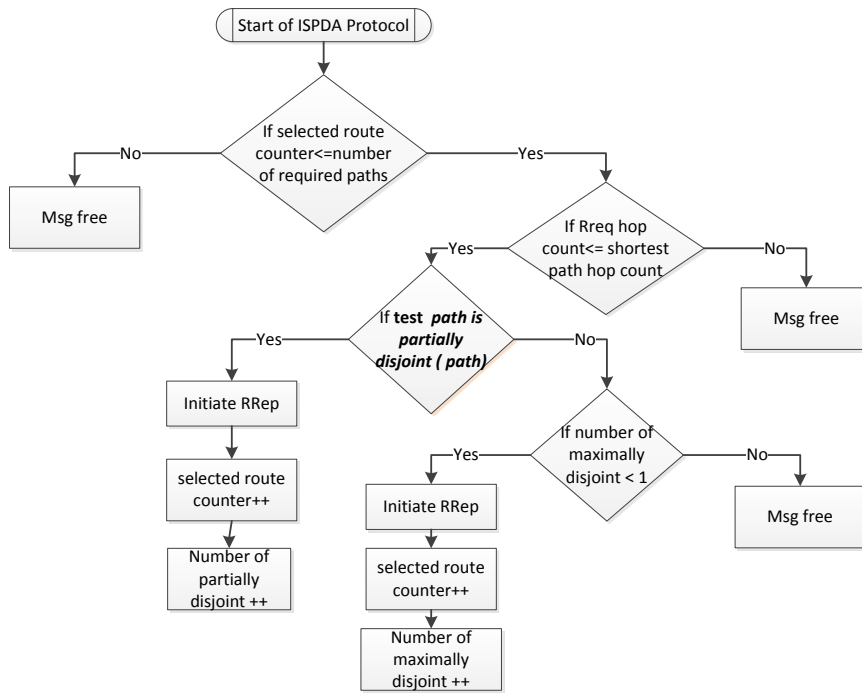 Start of ISPDA Protocol
If selected route
counter<=number
of required paths
No
Yes
Msg free
If Rreq hop
count<= shortest
path hop count
Yes
No
Msg free
If test path is
partially
disjoint ( path)
Yes
No
Initiate RRep
If number of
maximally
disjoint < 1
Yes
No
selected route
counter++
Initiate RRep
Msg free
Number of
partially
disjoint ++
selected route
counter++
Number of
maximally
disjoint ++